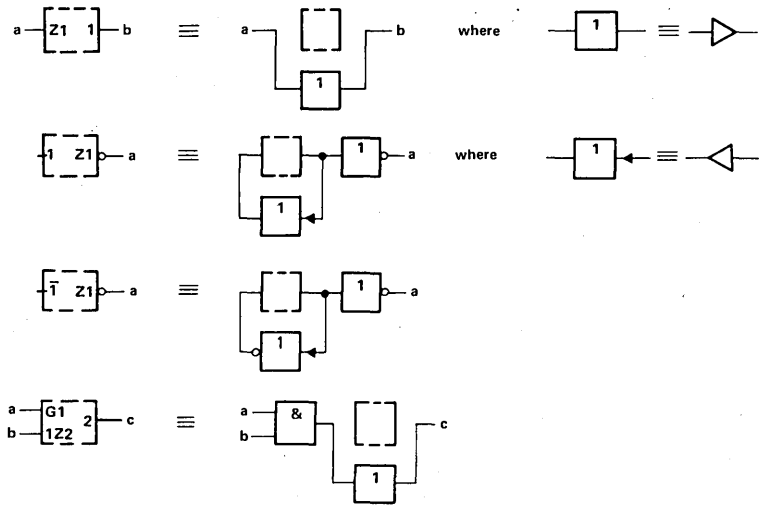 a Z1 1 b ≡ a 1 b where 1 ≡
1 Z1 a ≡ 1 a where 1 ≡
1
1̅ Z1 a ≡ 1 a
1
a G1 2 c ≡ a & c
b 1Z2 b
1